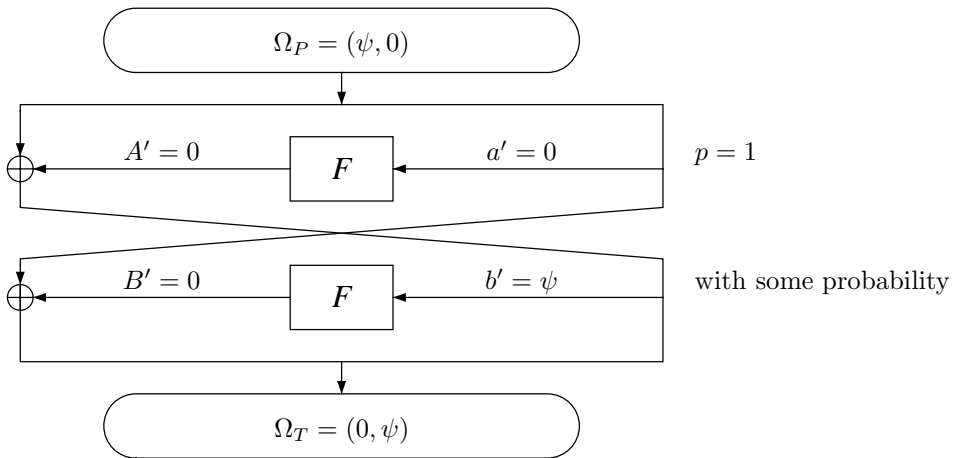 Ω_P = (ψ, 0)
A′ = 0
F
a′ = 0
p = 1
B′ = 0
F
b′ = ψ
with some probability
Ω_T = (0, ψ)